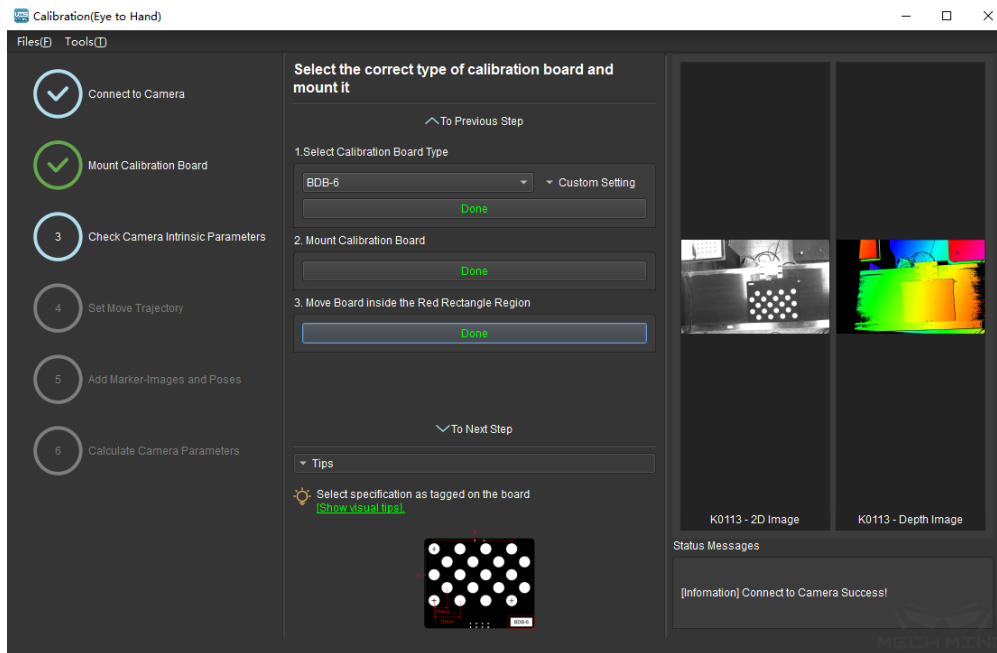 Calibration(Eye to Hand)
Files(F) Tools(T)
Connect to Camera
Mount Calibration Board
3 Check Camera Intrinsic Parameters
4 Set Move Trajectory
5 Add Marker-Images and Poses
6 Calculate Camera Parameters
Select the correct type of calibration board and
mount it
To Previous Step
1.Select Calibration Board Type
BDB-6 Custom Setting
Done
2. Mount Calibration Board
Done
3. Move Board inside the Red Rectangle Region
Done
To Next Step
Tips
Select specification as tagged on the board
[Show visual tips].
BDB-6
K0113 - 2D Image K0113 - Depth Image
Status Messages
[Infomation] Connect to Camera Success!
MECH MIND